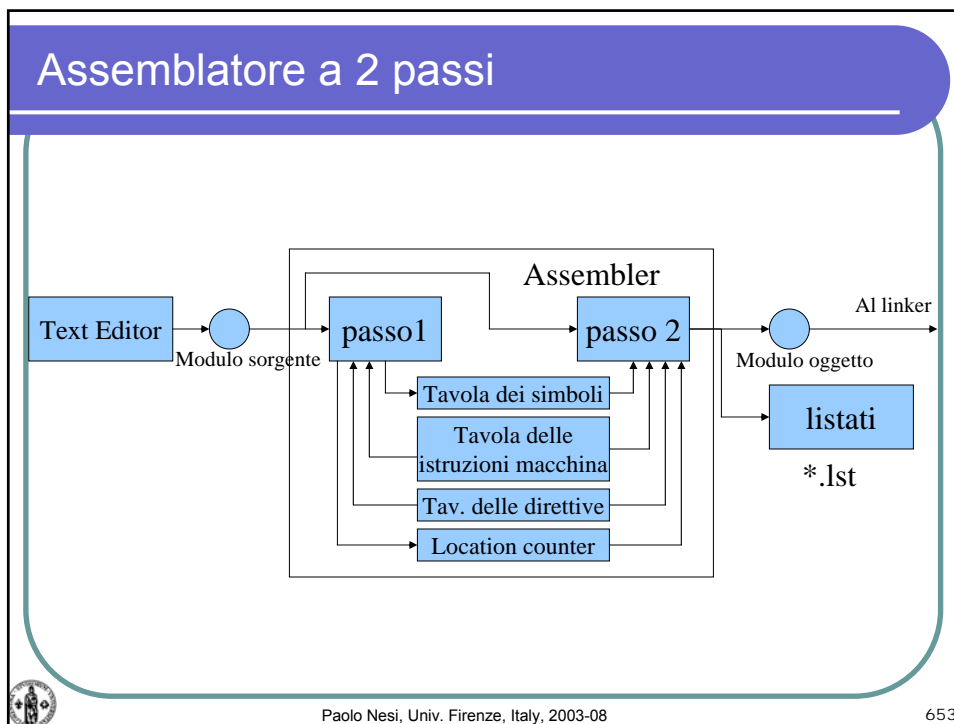 Assemblatore a 2 passi
Assembler
Text Editor
Modulo sorgente
passo1
passo 2
Al linker
Modulo oggetto
Tavola dei simboli
Tavola delle
istruzioni macchina
Tav. delle direttive
Location counter
listati
*.lst
Paolo Nesi, Univ. Firenze, Italy, 2003-08
653